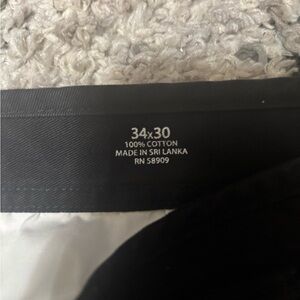 34x30
100% COTTON
MADE IN SRI LANKA
RN 58909